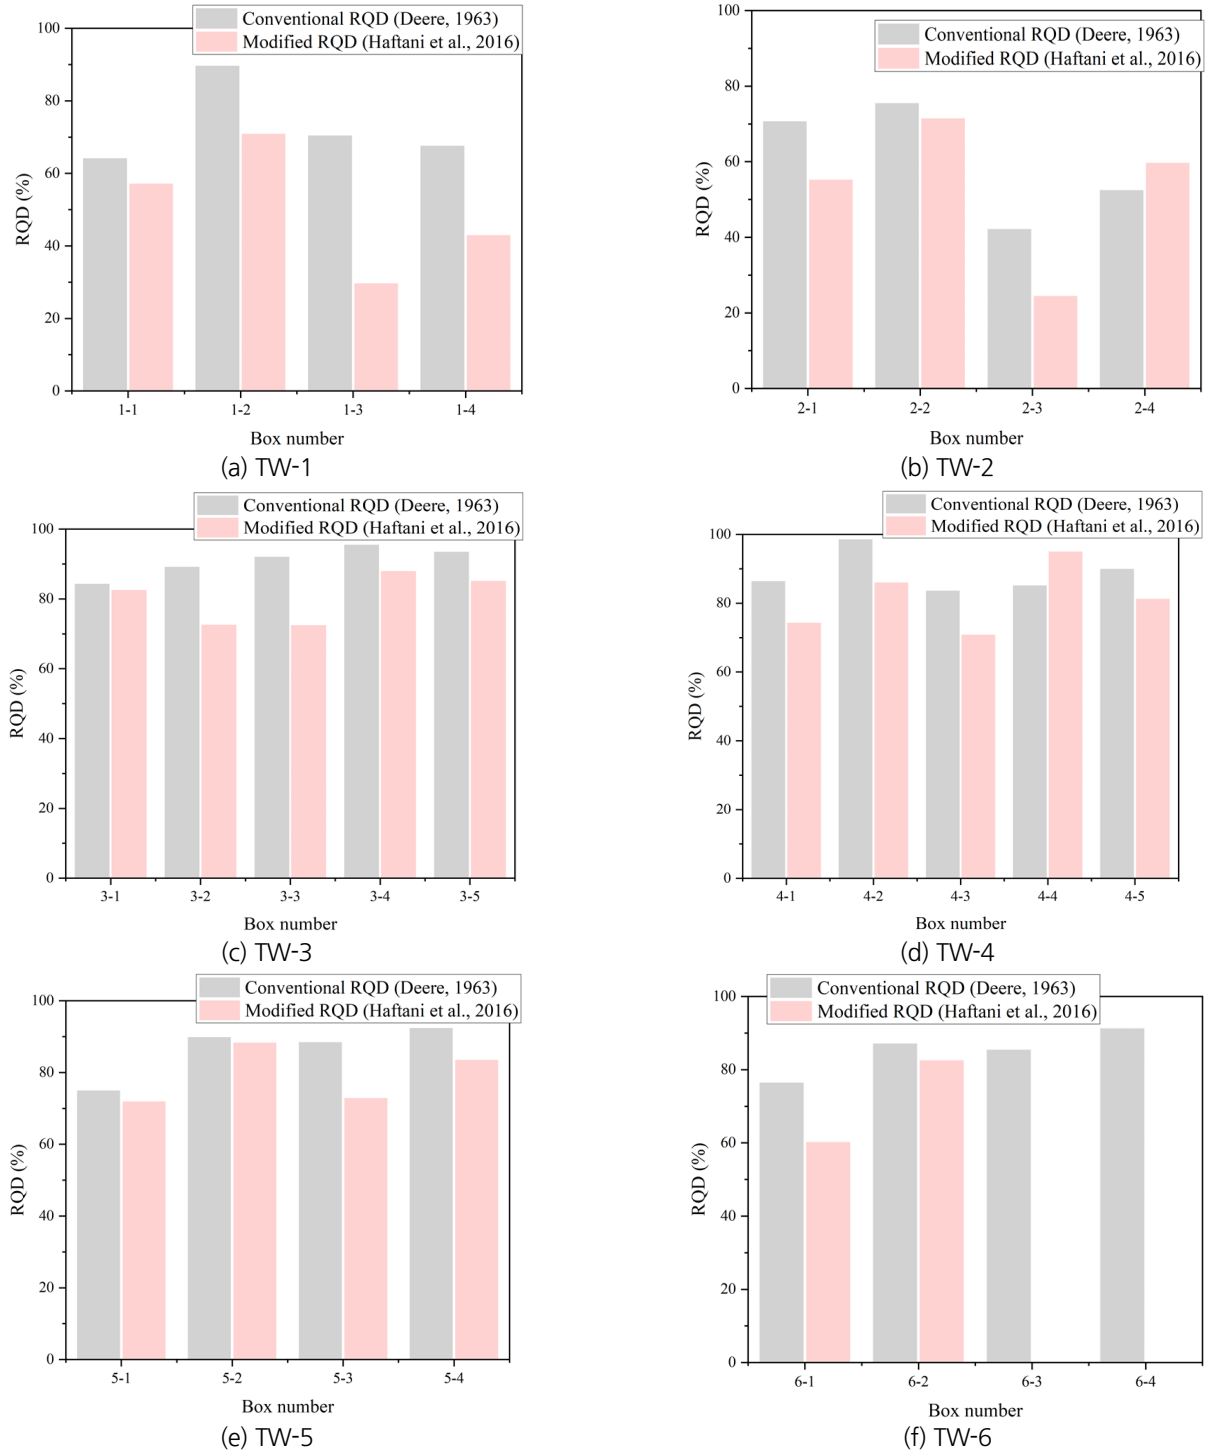 Conventional RQD (Deere, 1963)
Modified RQD (Haftani et al., 2016)
100
80
60
40
20
0
RQD (%)
1-1 1-2 1-3 1-4
Box number
(a) TW-1
Conventional RQD (Deere, 1963)
Modified RQD (Haftani et al., 2016)
100
80
60
40
20
0
RQD (%)
2-1 2-2 2-3 2-4
Box number
(b) TW-2
Conventional RQD (Deere, 1963)
Modified RQD (Haftani et al., 2016)
100
80
60
40
20
0
RQD (%)
3-1 3-2 3-3 3-4 3-5
Box number
(c) TW-3
Conventional RQD (Deere, 1963)
Modified RQD (Haftani et al., 2016)
100
80
60
40
20
0
RQD (%)
4-1 4-2 4-3 4-4 4-5
Box number
(d) TW-4
Conventional RQD (Deere, 1963)
Modified RQD (Haftani et al., 2016)
100
80
60
40
20
0
RQD (%)
5-1 5-2 5-3 5-4
Box number
(e) TW-5
Conventional RQD (Deere, 1963)
Modified RQD (Haftani et al., 2016)
100
80
60
40
20
0
RQD (%)
6-1 6-2 6-3 6-4
Box number
(f) TW-6